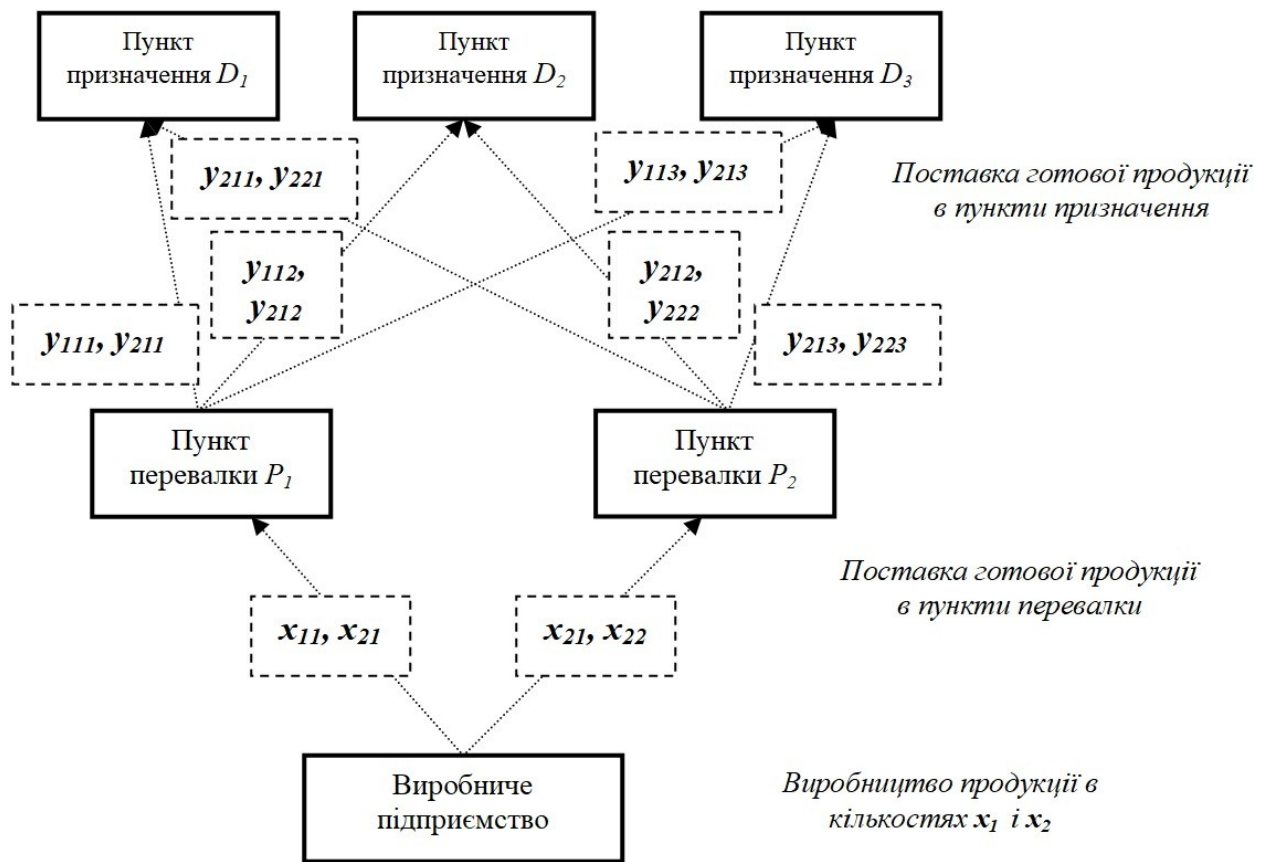 Пункт
призначення D1
Пункт
призначення D2
Пункт
призначення D3
y211, y221
y113, y213
Поставка готової продукції
в пункти призначення
y112,
y212
y212,
y222
y111, y211
y213, y223
Пункт
перевалки P1
Пункт
перевалки P2
Поставка готової продукції
в пункти перевалки
x11, x21
x21, x22
Виробниче
підприємство
Виробництво продукції в
кількостях x1 і x2